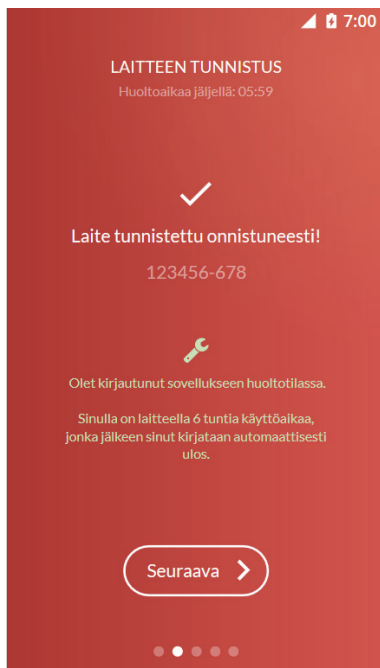 7:00
LAITTEEN TUNNISTUS
Huoltoaikaa jäljellä: 05:59
Laite tunnistettu onnistuneesti!
123456-678
Olet kirjautunut sovellukseen huoltotilassa.
Sinulla on laitteella 6 tuntia käyttöaikaa,
jonka jälkeen sinut kirjataan automaattisesti
ulos.
Seuraava